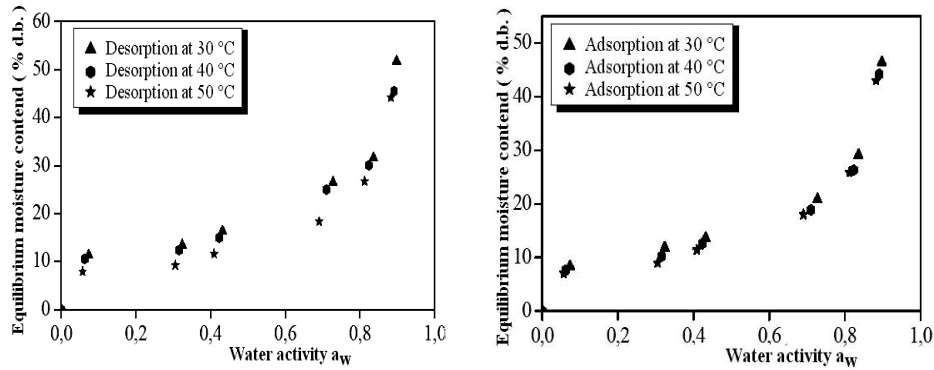 Equilibrium moisture contend ( % d.b. )
60
50
40
30
20
10
0
Desorption at 30 °C
Desorption at 40 °C
Desorption at 50 °C
0,0 0,2 0,4 0,6 0,8 1,0
Water activity aw
Equilibrium moisture contend ( % d.b. )
50
40
30
20
10
0
Adsorption at 30 °C
Adsorption at 40 °C
Adsorption at 50 °C
0,0 0,2 0,4 0,6 0,8 1,0
Water activity aw